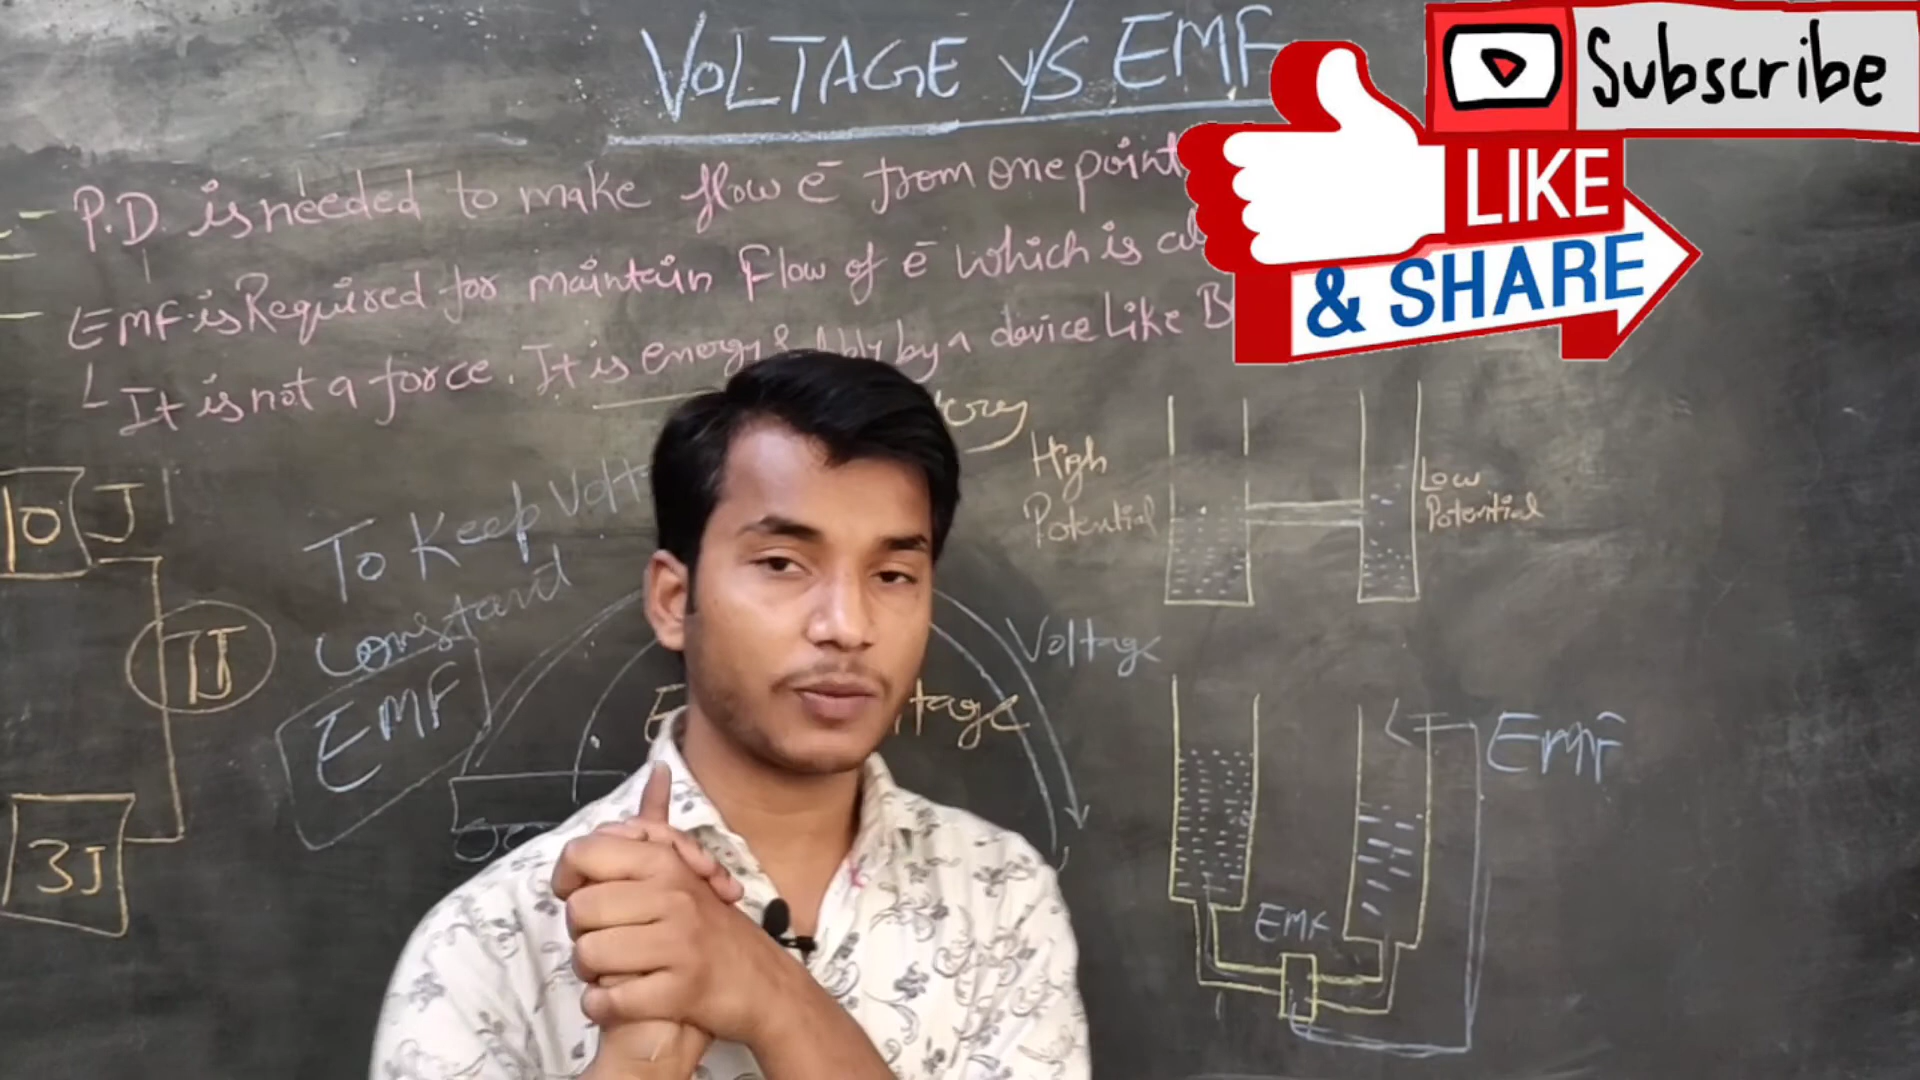 VOLTAGE V/S EMF
Subscribe
LIKE
& SHARE
P.D. is needed to make flow e⁻ from one point
EMF is Required for maintain flow of e⁻ which is
It is not a force. It is energy by a device Like
High
Potential
Low
Potential
10 J
7J
3J
To Keep
Constant
EMF
Voltage
EMF
EMF